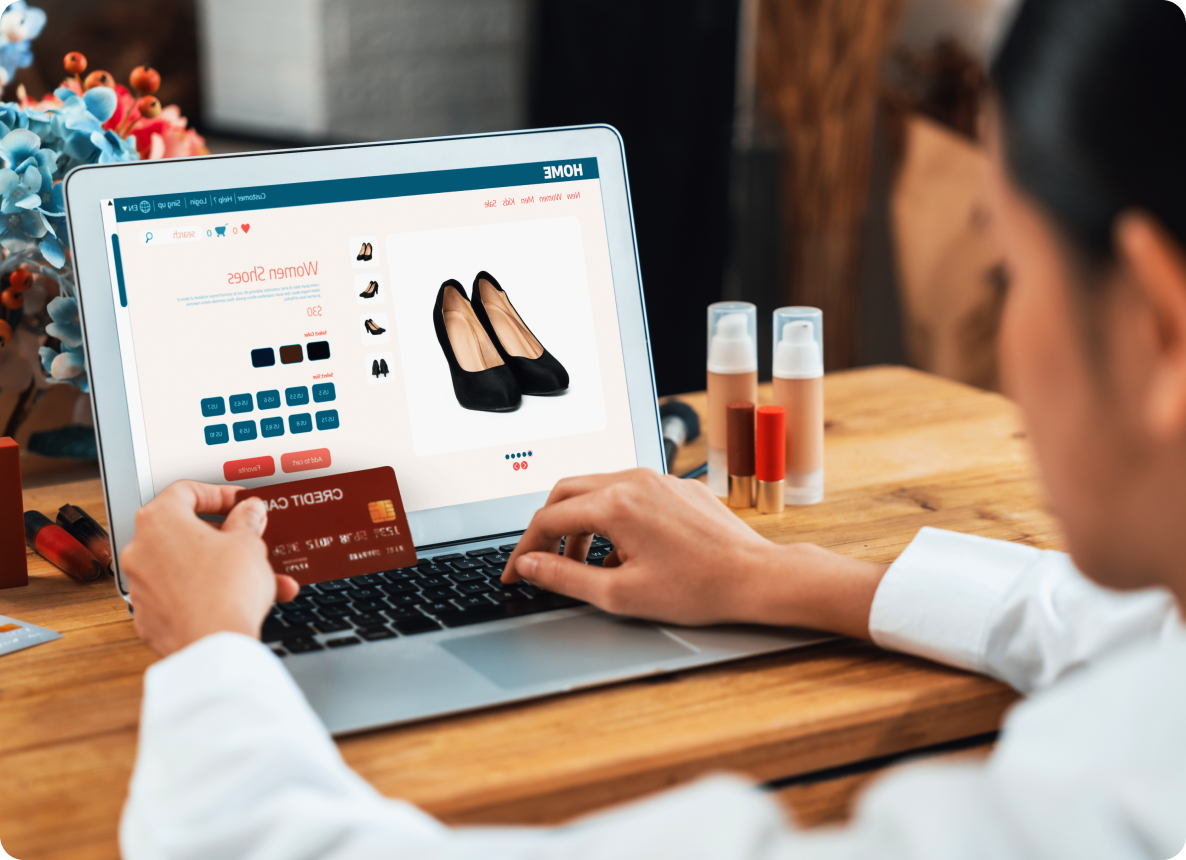 HOME
Customer | Help ? | Login | Sing up | EN
New Women Men Kids Sale
0 0 search
Women Shoes
$30
Select Color
Select Size
US 5 US 5.5 US 6 US 6.5 US 7
US 7.5 US 8 US 8.5 US 9 US 10
Add to cart Favorite
CREDIT CA
5678 9012 3456